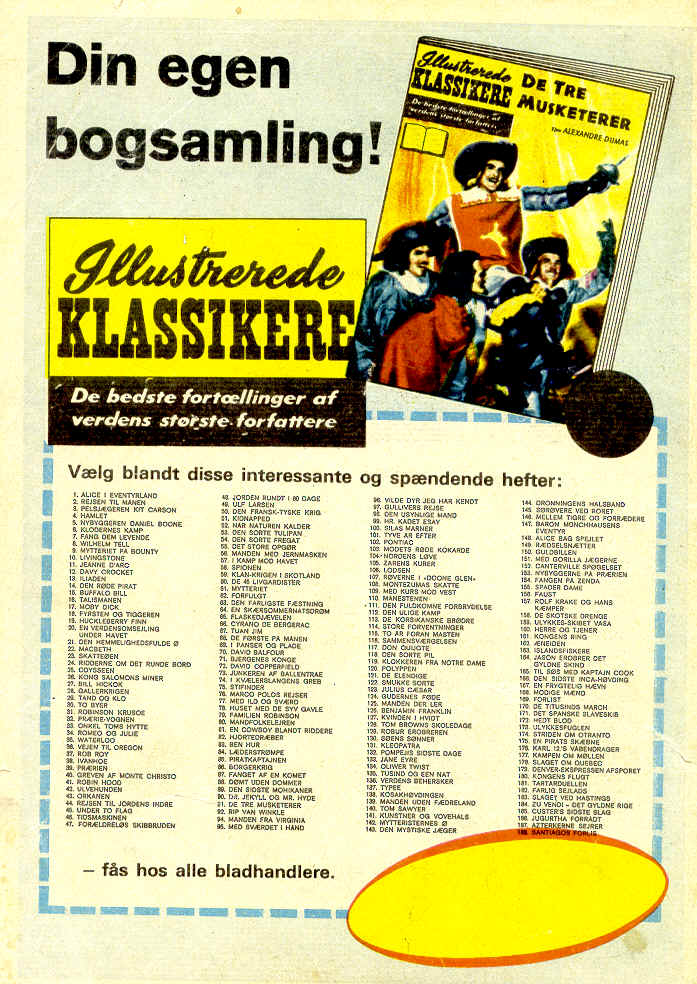 Din egen
bogsamling!
Illustrerede
KLASSIKERE
De bedste fortællinger af
verdens største forfattere
DE TRE
MUSKETERER
ALEXANDRE DUMAS
Illustrerede
KLASSIKERE
De bedste fortællinger af
verdens største forfattere
Vælg blandt disse interessante og spændende hefter:
1. ALICE I EVENTYRLAND
2. REJSEN TIL MÅNEN
3. PELSJÆGEREN KIT CARSON
4. HAMLET
5. NYBYGGEREN DANIEL BOONE
6. KLODERNES KAMP
7. FANG DEM LEVENDE
8. WILHELM TELL
9. MYTTERIET PÅ BOUNTY
10. LIVINGSTONE
11. JEANNE D'ARC
12. DAVY CROCKET
13. ILIADEN
14. DEN RØDE PIRAT
15. BUFFALO BILL
16. TALISMANEN
17. MOBY DICK
18. FYRSTEN OG TIGGEREN
19. HUCKLEBERRY FINN
20. EN VERDENSOMSEJLING
UNDER HAVET
21. DEN HEMMELIGHEDSFULDE Ø
22. MACBETH
23. SKATTEØEN
24. RIDDERNE OM DET RUNDE BORD
25. ODYSSEEN
26. KONG SALOMONS MINER
27. BILL HICKOK
28. GALLERKRIGEN
29. TAND OG KLO
30. TO BYER
31. ROBINSON KRUSOE
32. PRÆRIE-VOGNEN
33. ONKEL TOMS HYTTE
34. ROMEO OG JULIE
35. WATERLOO
36. VEJEN TIL OREGON
37. ROB ROY
38. IVANHOE
39. PRÆRIEN
40. GREVEN AF MONTE CHRISTO
41. ROBIN HOOD
42. ULVEHUNDEN
43. ORKANEN
44. REJSEN TIL JORDENS INDRE
45. UNDER TO FLAG
46. TIDSMASKINEN
47. FORÆLDRELØS SKIBBRUDEN
48. JORDEN RUNDT I 80 DAGE
49. ULF LARSEN
50. DEN FRANSK-TYSKE KRIG
51. KIDNAPPED
52. NÅR NATUREN KALDER
53. DEN SORTE TULIPAN
54. DEN SORTE FREGAT
55. DET STORE OPGØR
56. MANDEN MED JERNMASKEN
57. I KAMP MOD HAVET
58. SPIONEN
59. KLAN-KRIGEN I SKOTLAND
60. DE 45 LIVGARDISTER
61. MYTTERIET
62. FORFULGT
63. DEN FARLIGSTE FÆSTNING
64. EN SKÆRSOMMERNATSDRØM
65. FLASKEDJÆVELEN
66. CYRANO DE BERGERAC
67. TUAN JIM
68. DE FØRSTE PÅ MÅNEN
69. I PANSER OG PLADE
70. DAVID BALFOUR
71. BJERGENES KONGE
72. DAVID COPPERFIELD
73. JUNKEREN AF BALLENTRAE
74. I KVÆLERSLANGENS GREB
75. STIFINDER
76. MARCO POLOS REJSER
77. MED ILD OG SVÆRD
78. HUSET MED DE SYV GAVLE
79. FAMILIEN ROBINSON
80. MANDFOLKELEJREN
81. EN COWBOY BLANDT RIDDERE
82. HJORTEDRÆBER
83. BEN HUR
84. LÆDERSTRØMPE
85. PIRATKAPTAJNEN
86. BORGERKRIG
87. FANGET AF EN KOMET
88. DØMT UDEN DOMMER
89. DEN SIDSTE MOHIKANER
90. DR. JEKYLL OG MR. HYDE
91. DE TRE MUSKETERER
92. RIP VAN WINKLE
94. MANDEN FRA VIRGINIA
95. MED SVÆRDET I HÅND
96. VILDE DYR JEG HAR KENDT
97. GULLIVERS REJSE
98. DEN USYNLIGE MAND
99. HR. KADET EASY
100. SILAS MARNER
101. TYVE ÅR EFTER
102. PONTIAC
103. MODETS RØDE KOKARDE
104. NORDENS LØVE
105. ZARENS KURER
106. LODSEN
107. RØVERNE I »DOONE GLEN«
108. MONTEZUMAS SKATTE
109. MED KURS MOD VEST
110. MÅNESTENEN
111. DEN FULDKOMNE FORBRYDELSE
112. DEN ULIGE KAMP
113. DE KORSIKANSKE BRØDRE
114. STORE FORVENTNINGER
115. TO ÅR FORAN MASTEN
116. SAMMENSVÆRGELSEN
117. DON QUIJOTE
118. DEN SORTE PIL
119. KLOKKEREN FRA NOTRE DAME
120. POLYPPEN
121. DE ELENDIGE
122. SMUKKE SORTE
123. JULIUS CÆSAR
124. GUDERNES FØDE
125. MANDEN DER LER
126. BENJAMIN FRANKLIN
127. KVINDEN I HVIDT
128. TOM BROWNS SKOLEDAGE
129. ROBUR EROBREREN
130. SØENS SØNNER
131. KLEOPATRA
132. POMPEJIS SIDSTE DAGE
133. JANE EYRE
134. OLIVER TWIST
135. TUSIND OG EEN NAT
136. VERDENS BEHERSKER
137. TYPEE
138. KOSAKHØVDINGEN
139. MANDEN UDEN FÆDRELAND
140. TOM SAWYER
141. KUNSTNER OG VOVEHALS
142. MYTTERISTERNES Ø
143. DEN MYSTISKE JÆGER
144. DRONNINGENS HALSBÅND
145. SØRØVERE VED RORET
146. MELLEM TIGRE OG FORRÆDERE
147. BARON MÜNCHHAUSENS
EVENTYR
148. ALICE BAG SPEJLET
149. RÆDSELSNÆTTER
150. GULDBILLEN
151. MED GORILLA JÆGERNE
152. CANTERVILLE SPØGELSET
153. NYBYGGERNE PÅ PRÆRIEN
154. FANGEN PÅ ZENDA
155. SPADER DAME
156. FAUST
157. ROLF KRAKE OG HANS
KÆMPER
158. DE SKOTSKE DRENGE
159. ULYKKES-SKIBET VASA
160. HERRE OG TJENER
161. KONGENS RING
162. ÆNEIDEN
163. ISLANDSFISKERE
164. JASON EROBRER DET
GYLDNE SKIND
165. TIL SØS MED KAPTAJN COOK
166. DEN SIDSTE INCA-HØVDING
167. EN FRYGTELIG HÆVN
168. MODIGE MÆND
169. FORLIST
170. DE TITUSINDS MARCH
171. DET SPANSKE SLAVESKIB
172. HEDT BLOD
173. ULYKKESFUGLEN
174. STRIDEN OM OTRANTO
175. EN PIRATS SKÆBNE
176. KARL 12'S VÅBENDRAGER
177. KAMPEN OM MØLLEN
178. SLAGET OM QUEBEC
179. DENVER-EKSPRESSEN AFSPORET
180. KONGENS FLUGT
181. TARTARDUELLEN
182. FARLIG SEJLADS
183. SLAGET VED HASTINGS
184. ZU VENDI - DET GYLDNE RIGE
185. CUSTER'S SIDSTE SLAG
186. JUGURTHA FORRÅDT
187. AZTERKERNE SEJRER
188. SANTIAGOS FORLIS
– fås hos alle bladhandlere.